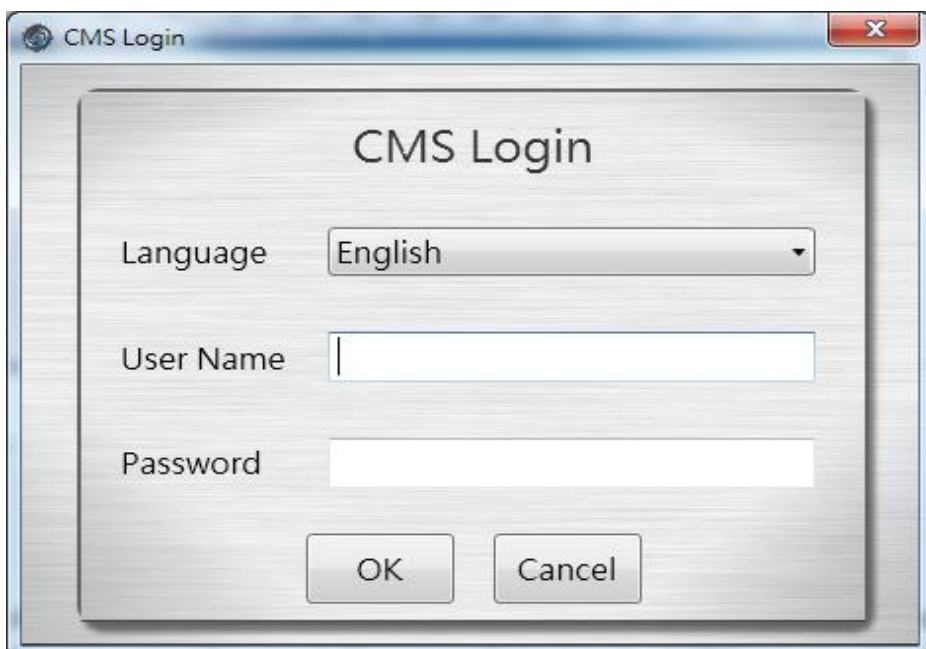 CMS Login
CMS Login
Language English
User Name
Password
OK Cancel